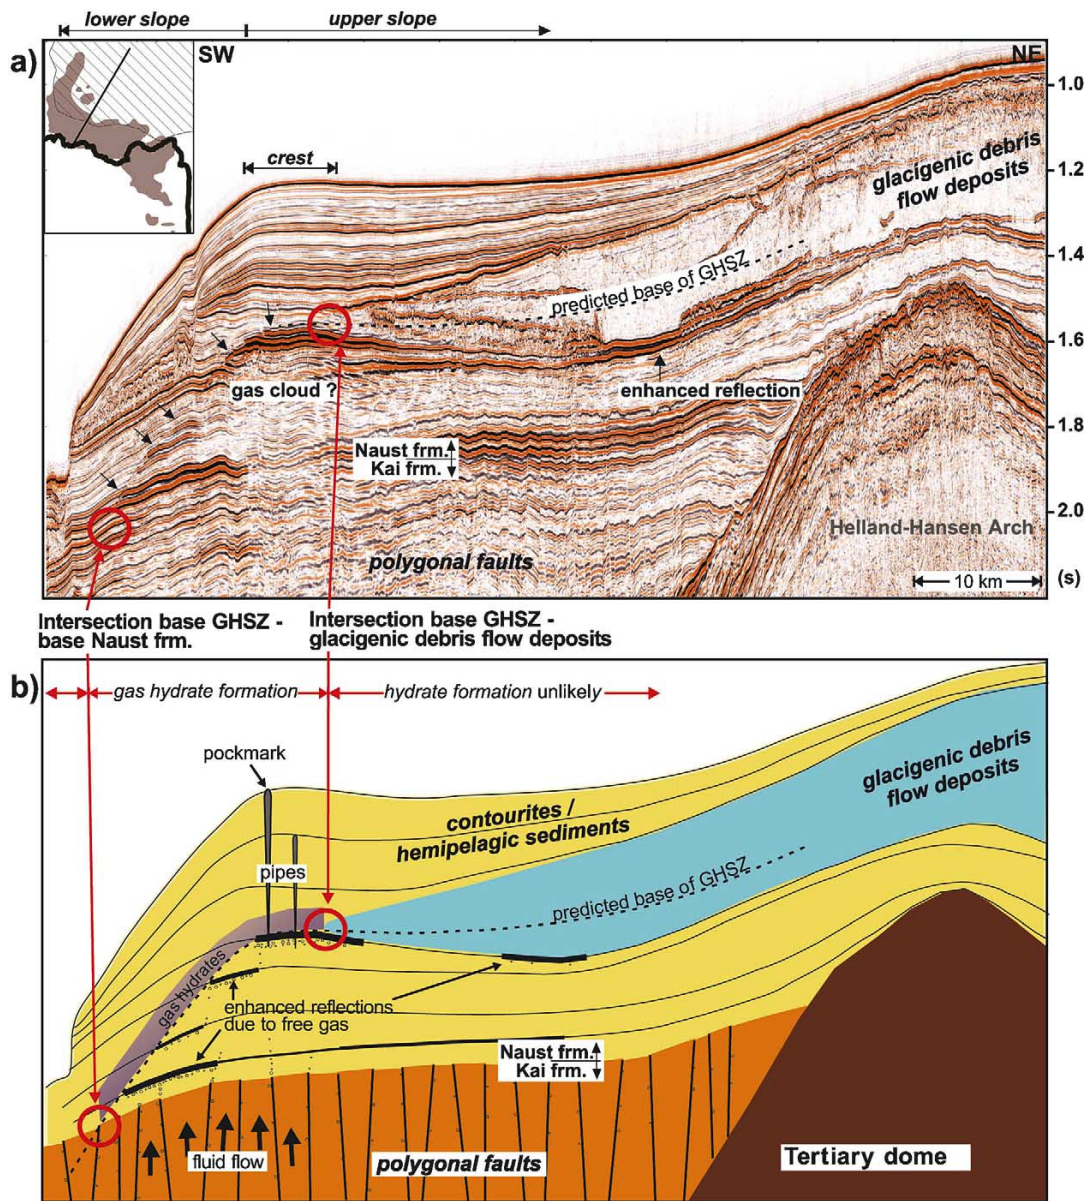 lower slope
upper slope
a)
SW
NE
1.0
crest
1.2
glacigenic debris
flow deposits
1.4
predicted base of GHSZ
1.6
gas cloud ?
enhanced reflection
1.8
Naust frm.
Kai frm.
2.0
Helland-Hansen Arch
polygonal faults
10 km
(s)
Intersection base GHSZ -
base Naust frm.
Intersection base GHSZ -
glacigenic debris flow deposits
b)
gas hydrate formation
hydrate formation unlikely
pockmark
glacigenic debris
flow deposits
contourites /
hemipelagic sediments
pipes
predicted base of GHSZ
gas hydrates
enhanced reflections
due to free gas
Naust frm.
Kai frm.
fluid flow
polygonal faults
Tertiary dome